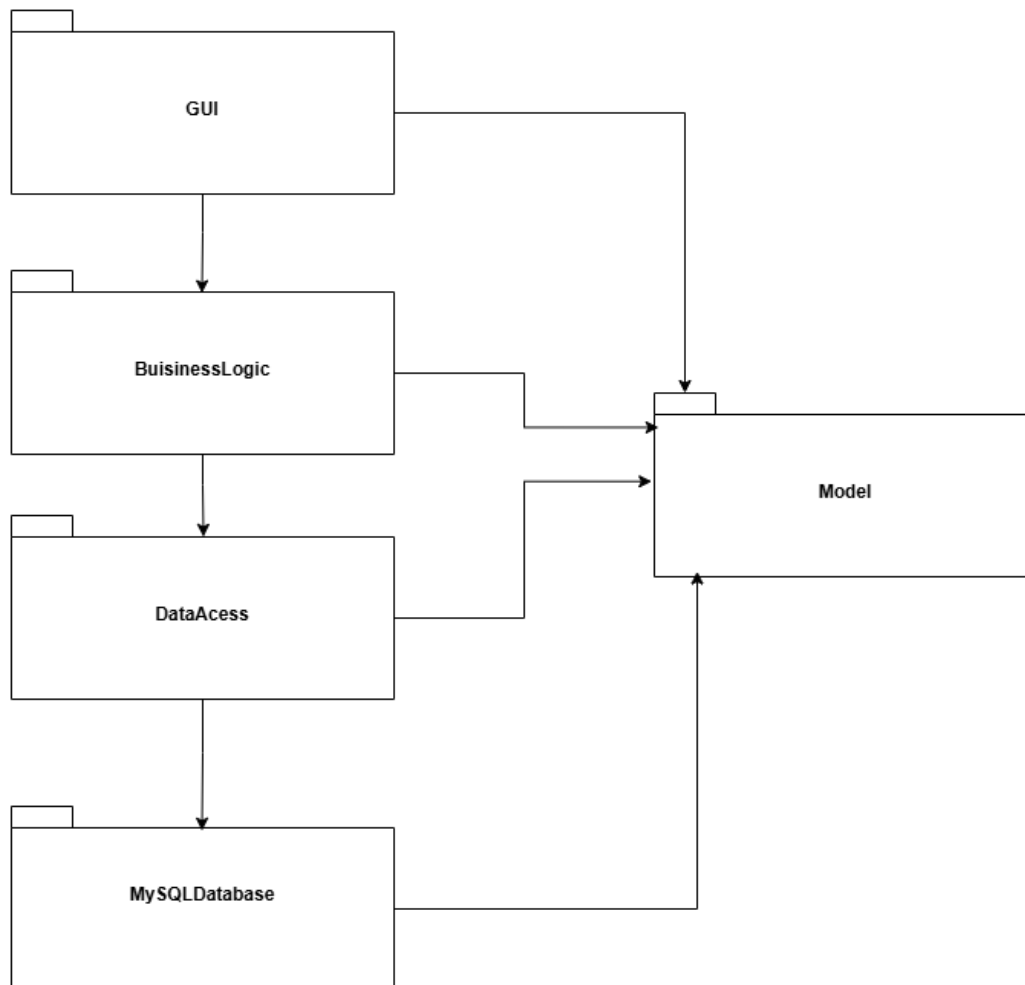 GUI
BuisinessLogic
Model
DataAcess
MySQLDatabase